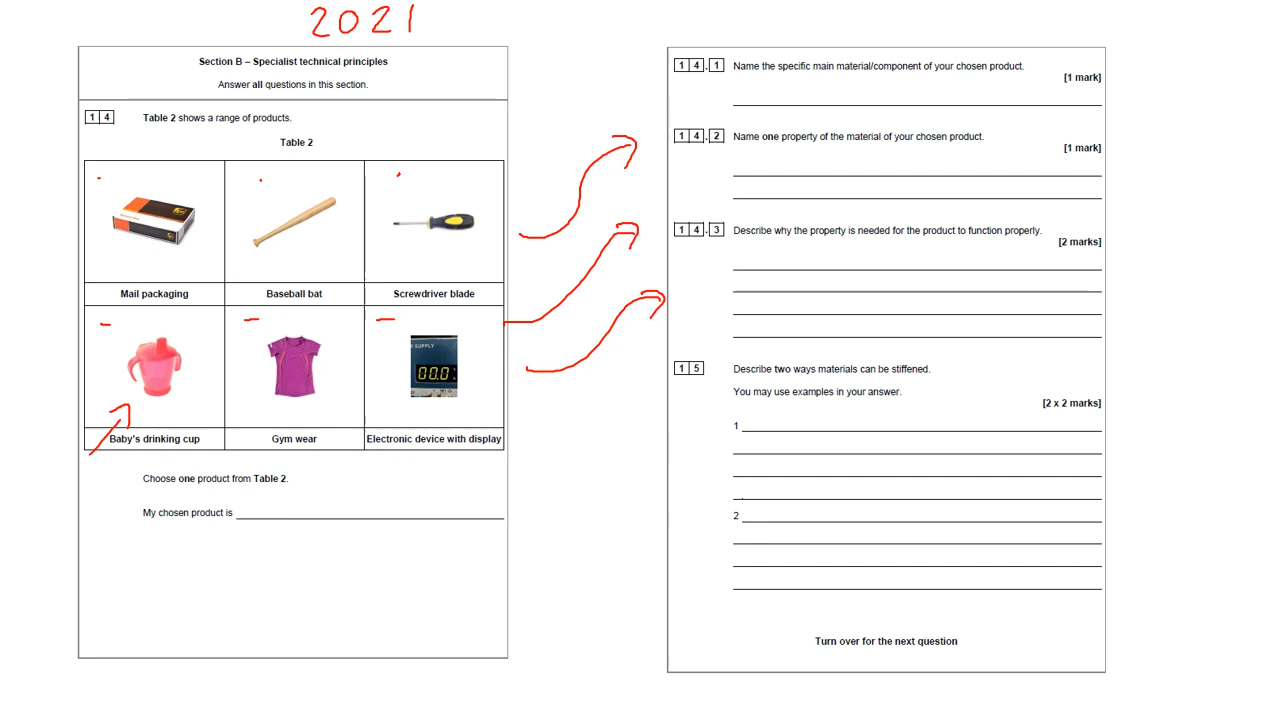 2021
Section B – Specialist technical principles
Answer all questions in this section.
1 4 Table 2 shows a range of products.
Table 2
Mail packaging Baseball bat Screwdriver blade
SUPPLY
00.0
Baby's drinking cup Gym wear Electronic device with display
Choose one product from Table 2.
My chosen product is
1 4 . 1 Name the specific main material/component of your chosen product.
[1 mark]
1 4 . 2 Name one property of the material of your chosen product.
[1 mark]
1 4 . 3 Describe why the property is needed for the product to function properly.
[2 marks]
1 5 Describe two ways materials can be stiffened.
You may use examples in your answer.
[2 x 2 marks]
1
2
Turn over for the next question